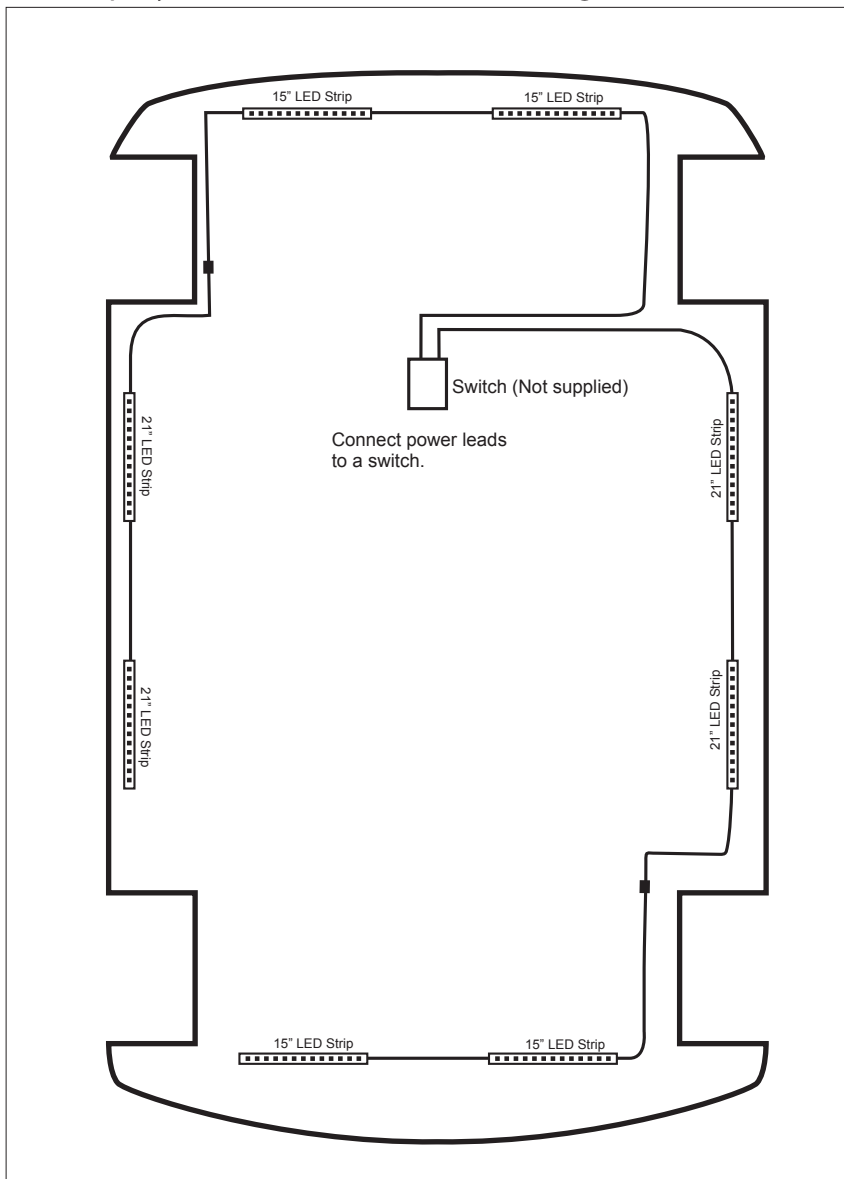 15” LED Strip
15” LED Strip
Switch (Not supplied)
Connect power leads
to a switch.
21” LED Strip
21” LED Strip
21” LED Strip
21” LED Strip
15” LED Strip
15” LED Strip